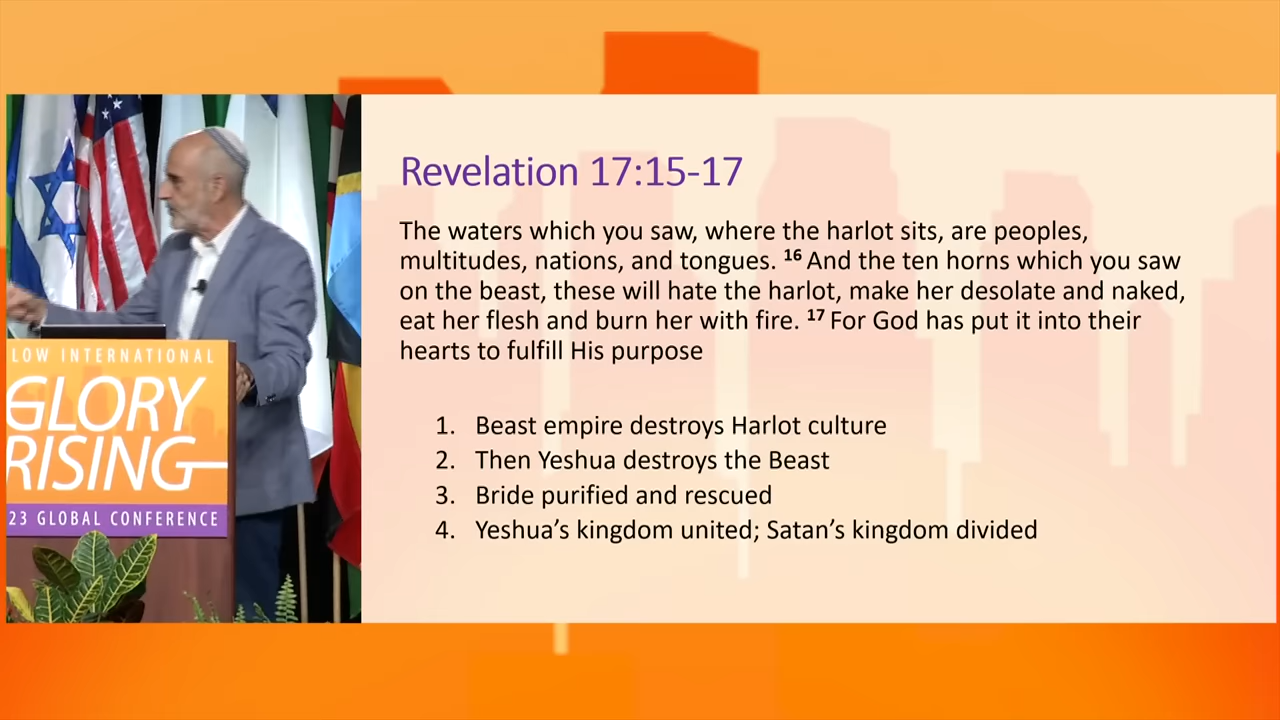 Revelation 17:15-17
The waters which you saw, where the harlot sits, are peoples,
multitudes, nations, and tongues. 16 And the ten horns which you saw
on the beast, these will hate the harlot, make her desolate and naked,
eat her flesh and burn her with fire. 17 For God has put it into their
hearts to fulfill His purpose
1. Beast empire destroys Harlot culture
2. Then Yeshua destroys the Beast
3. Bride purified and rescued
4. Yeshua's kingdom united; Satan's kingdom divided
LOW INTERNATIONAL
GLORY
RISING
23 GLOBAL CONFERENCE